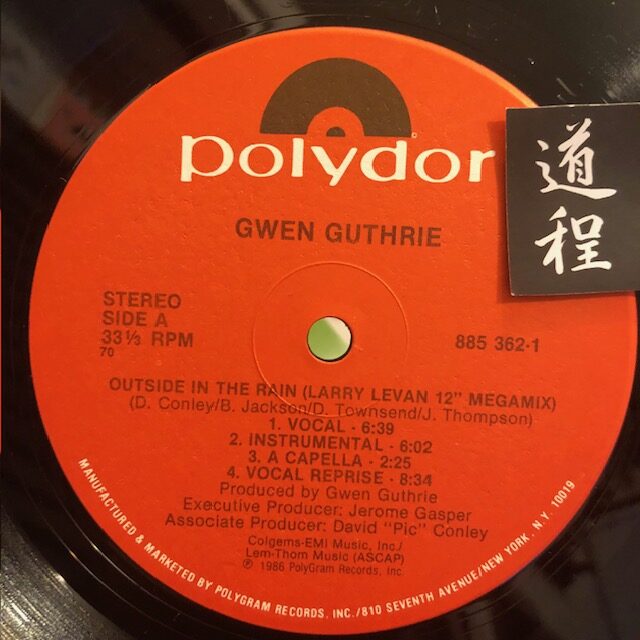 polydor
道程
GWEN GUTHRIE
STEREO
SIDE A
33⅓ RPM
70
885 362-1
OUTSIDE IN THE RAIN (LARRY LEVAN 12" MEGAMIX)
(D. Conley/B. Jackson/D. Townsend/J. Thompson)
1. VOCAL - 6:39
2. INSTRUMENTAL - 6:02
3. A CAPELLA - 2:25
4. VOCAL REPRISE - 8:34
Produced by Gwen Guthrie
Executive Producer: Jerome Gasper
Associate Producer: David "Pic" Conley
Colgems-EMI Music, Inc./
Lem-Thom Music (ASCAP)
℗ 1986 PolyGram Records, Inc.
MANUFACTURED & MARKETED BY POLYGRAM RECORDS, INC./810 SEVENTH AVENUE/NEW YORK, N.Y. 10019